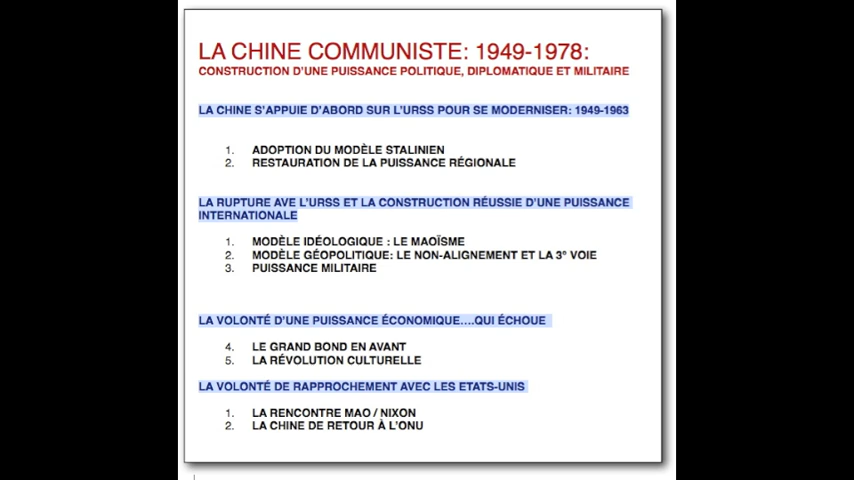 LA CHINE COMMUNISTE: 1949-1978:
CONSTRUCTION D'UNE PUISSANCE POLITIQUE, DIPLOMATIQUE ET MILITAIRE
LA CHINE S'APPUIE D'ABORD SUR L'URSS POUR SE MODERNISER: 1949-1963
1. ADOPTION DU MODÈLE STALINIEN
2. RESTAURATION DE LA PUISSANCE RÉGIONALE
LA RUPTURE AVE L'URSS ET LA CONSTRUCTION RÉUSSIE D'UNE PUISSANCE
INTERNATIONALE
1. MODÈLE IDÉOLOGIQUE : LE MAOÏSME
2. MODÈLE GÉOPOLITIQUE: LE NON-ALIGNEMENT ET LA 3° VOIE
3. PUISSANCE MILITAIRE
LA VOLONTÉ D'UNE PUISSANCE ÉCONOMIQUE....QUI ÉCHOUE
4. LE GRAND BOND EN AVANT
5. LA RÉVOLUTION CULTURELLE
LA VOLONTÉ DE RAPPROCHEMENT AVEC LES ETATS-UNIS
1. LA RENCONTRE MAO / NIXON
2. LA CHINE DE RETOUR À L'ONU